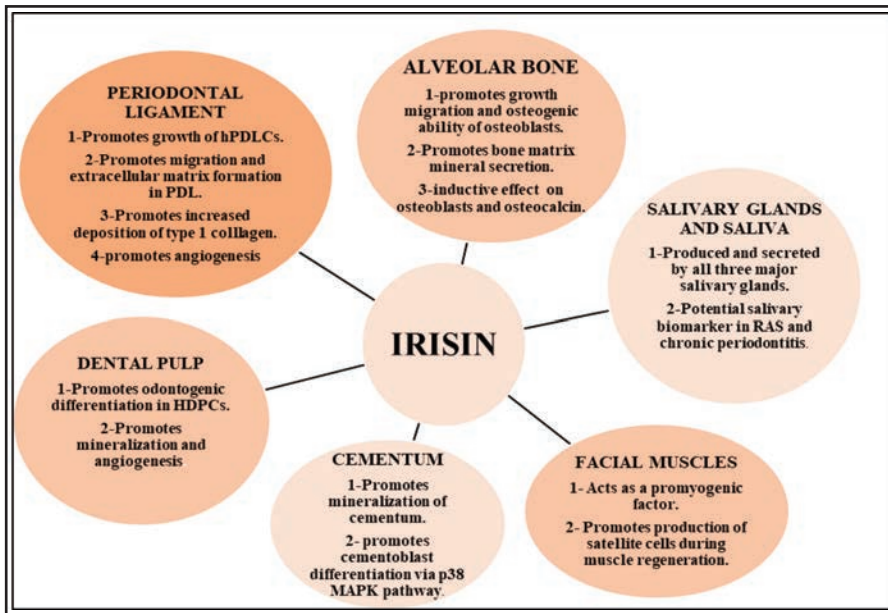 PERIODONTAL
LIGAMENT
1-Promotes growth of hPDLCs.
2-Promotes migration and
extracellular matrix formation
in PDL.
3-Promotes increased
deposition of type 1 colllagen.
4-promotes angiogenesis
ALVEOLAR BONE
1-promotes growth
migration and osteogenic
ability of osteoblasts.
2-Promotes bone matrix
mineral secretion.
3-inductive effect on
osteoblasts and osteocalcin.
SALIVARY GLANDS
AND SALIVA
1-Produced and secreted
by all three major
salivary glands.
2-Potential salivary
biomarker in RAS and
chronic periodontitis.
IRISIN
DENTAL PULP
1-Promotes odontogenic
differentiation in HDPCs.
2-Promotes
mineralization and
angiogenesis
CEMENTUM
1-Promotes
mineralization of
cementum.
2- promotes
cementoblast
differentiation via p38
MAPK pathway.
FACIAL MUSCLES
1- Acts as a promyogenic
factor.
2- Promotes production of
satellite cells during
muscle regeneration.